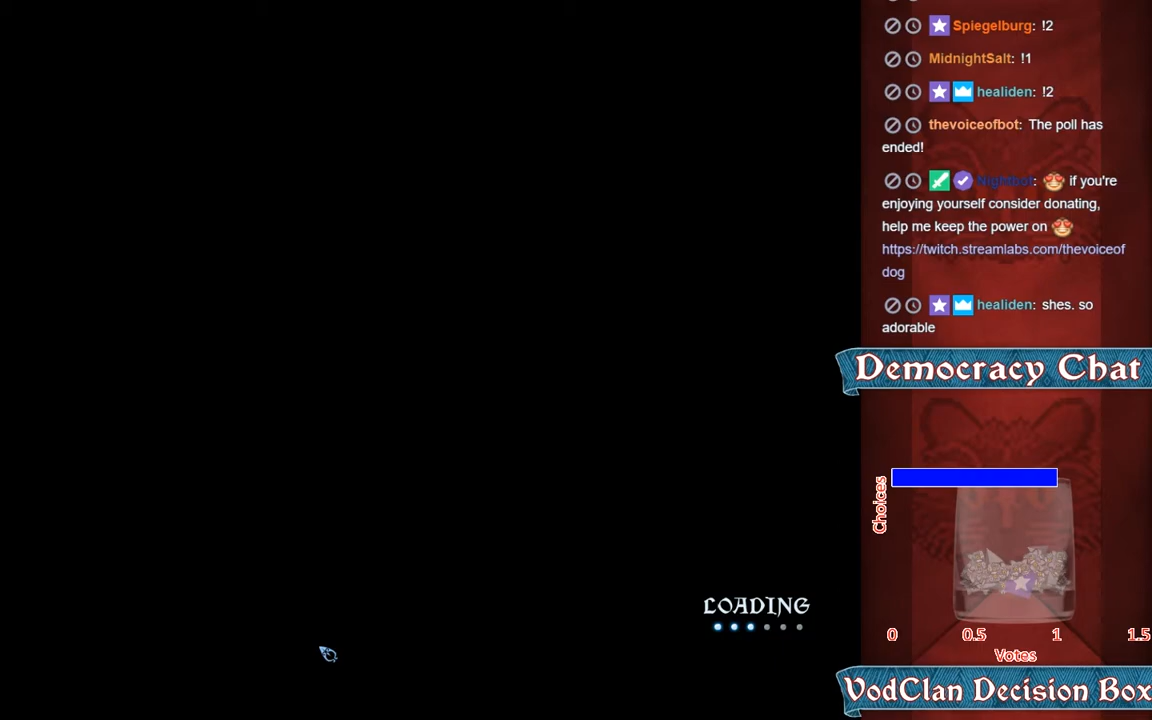 Spiegelburg: !2
MidnightSalt: !1
healiden: !2
thevoiceofbot: The poll has
ended!
Nightbot: if you're
enjoying yourself consider donating,
help me keep the power on
https://twitch.streamlabs.com/thevoiceof
dog
healiden: shes. so
adorable
Democracy Chat
Choices
LOADING
0 0.5 1 1.5
Votes
VodClan Decision Box